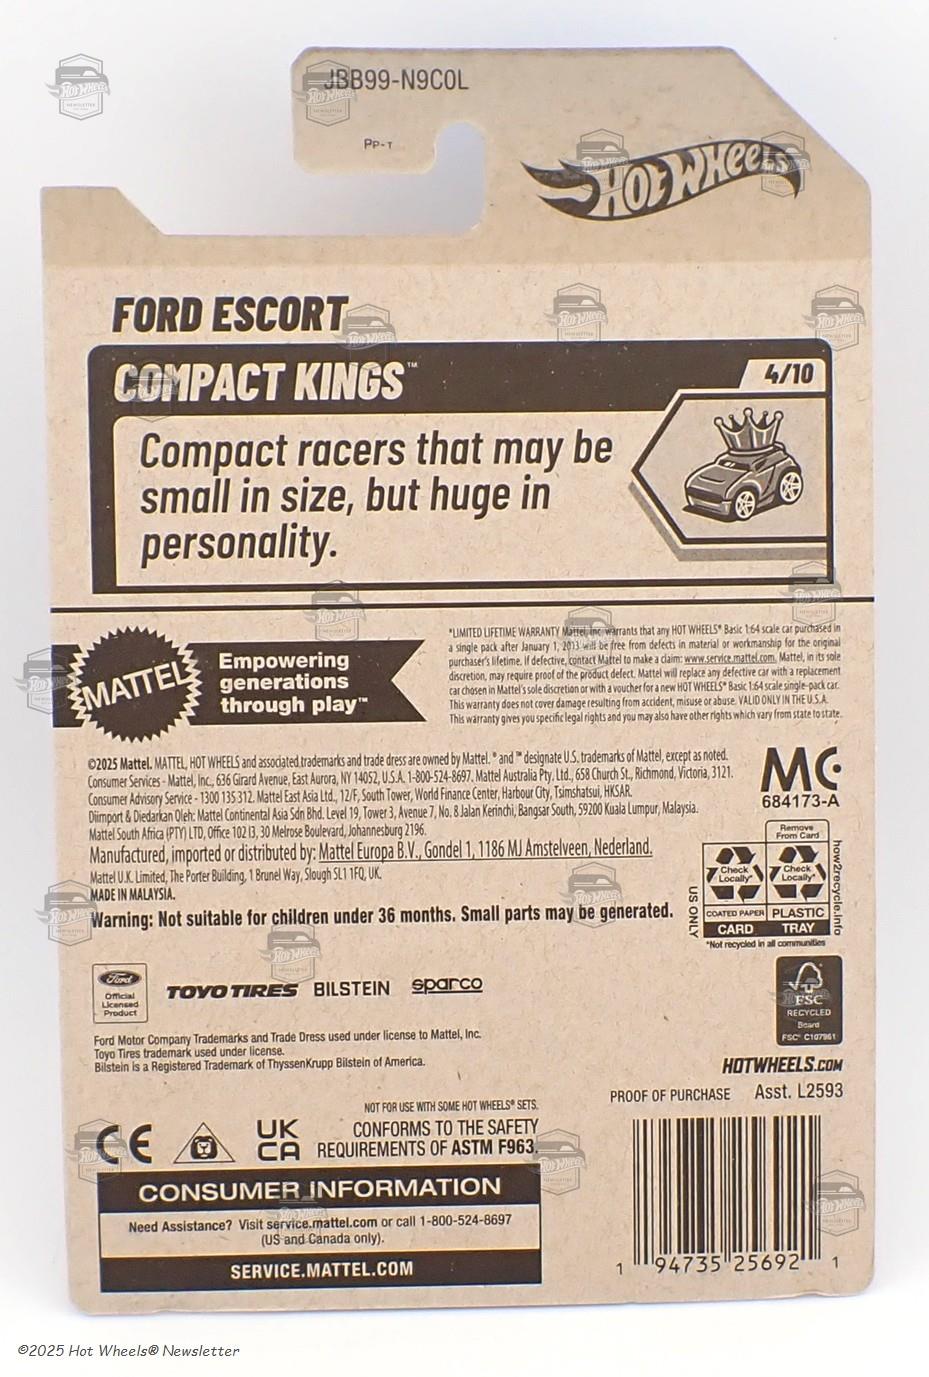 JBB99-N9C0L
PP-T
HOT WHEELS
FORD ESCORT
COMPACT KINGS™
4/10
Compact racers that may be
small in size, but huge in
personality.
MATTEL
Empowering
generations
through play™
*LIMITED LIFETIME WARRANTY Mattel, Inc. warrants that any HOT WHEELS® Basic 1:64 scale car purchased in
a single pack after January 1, 2013 will be free from defects in material or workmanship for the original
purchaser's lifetime. If defective, contact Mattel to make a claim: www.service.mattel.com. Mattel, in its sole
discretion, may require proof of the product defect. Mattel will replace any defective car with a replacement
car chosen in Mattel's sole discretion or with a voucher for a new HOT WHEELS® Basic 1:64 scale single-pack car.
This warranty does not cover damage resulting from accident, misuse or abuse. VALID ONLY IN THE U.S.A.
This warranty gives you specific legal rights and you may also have other rights which vary from state to state.
©2025 Mattel. MATTEL, HOT WHEELS and associated trademarks and trade dress are owned by Mattel. ® and ™ designate U.S. trademarks of Mattel, except as noted.
Consumer Services - Mattel, Inc., 636 Girard Avenue, East Aurora, NY 14052, U.S.A. 1-800-524-8697. Mattel Australia Pty. Ltd., 658 Church St., Richmond, Victoria, 3121.
Consumer Advisory Service - 1300 135 312. Mattel East Asia Ltd., 12/F, South Tower, World Finance Center, Harbour City, Tsimshatsui, HKSAR.
Diimport & Diedarkan Oleh: Mattel Continental Asia Sdn Bhd. Level 19, Tower 3, Avenue 7, No. 8 Jalan Kerinchi, Bangsar South, 59200 Kuala Lumpur, Malaysia.
Mattel South Africa (PTY) LTD, Office 102 I3, 30 Melrose Boulevard, Johannesburg 2196.
Manufactured, imported or distributed by: Mattel Europa B.V., Gondel 1, 1186 MJ Amstelveen, Nederland.
Mattel U.K. Limited, The Porter Building, 1 Brunel Way, Slough SL1 1FQ, UK.
MADE IN MALAYSIA.
Warning: Not suitable for children under 36 months. Small parts may be generated.
MC
684173-A
Remove
From Card
Check
Locally*
Check
Locally*
COATED PAPER
PLASTIC
CARD
TRAY
US ONLY
how2recycle.info
*Not recycled in all communities
Ford
Official
Licensed
Product
TOYO TIRES
BILSTEIN
sparco
Ford Motor Company Trademarks and Trade Dress used under license to Mattel, Inc.
Toyo Tires trademark used under license.
Bilstein is a Registered Trademark of ThyssenKrupp Bilstein of America.
FSC
RECYCLED
Board
FSC® C107961
HOTWHEELS.COM
PROOF OF PURCHASE
Asst. L2593
NOT FOR USE WITH SOME HOT WHEELS® SETS.
CE
UK
CA
CONFORMS TO THE SAFETY
REQUIREMENTS OF ASTM F963.
CONSUMER INFORMATION
Need Assistance? Visit service.mattel.com or call 1-800-524-8697
(US and Canada only).
SERVICE.MATTEL.COM
1 94735 25692 1
©2025 Hot Wheels® Newsletter